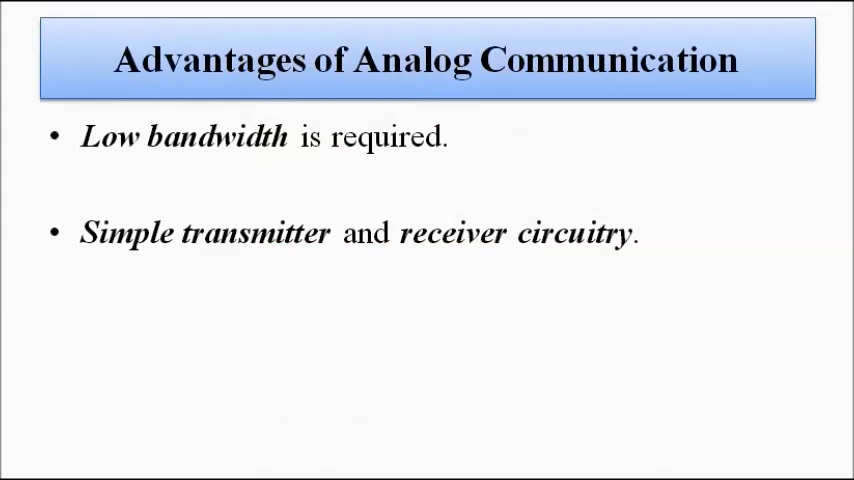 Advantages of Analog Communication
• Low bandwidth is required.
• Simple transmitter and receiver circuitry.